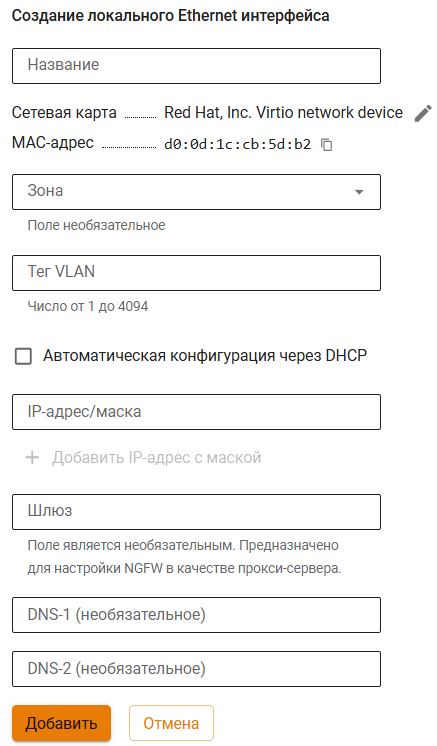 Создание локального Ethernet интерфейса
Название
Сетевая карта ........ Red Hat, Inc. Virtio network device
MAC-адрес ............. d0:0d:1c:cb:5d:b2
Зона
Поле необязательное
Тег VLAN
Число от 1 до 4094
Автоматическая конфигурация через DHCP
IP-адрес/маска
+ Добавить IP-адрес с маской
Шлюз
Поле является необязательным. Предназначено
для настройки NGFW в качестве прокси-сервера.
DNS-1 (необязательное)
DNS-2 (необязательное)
Добавить Отмена